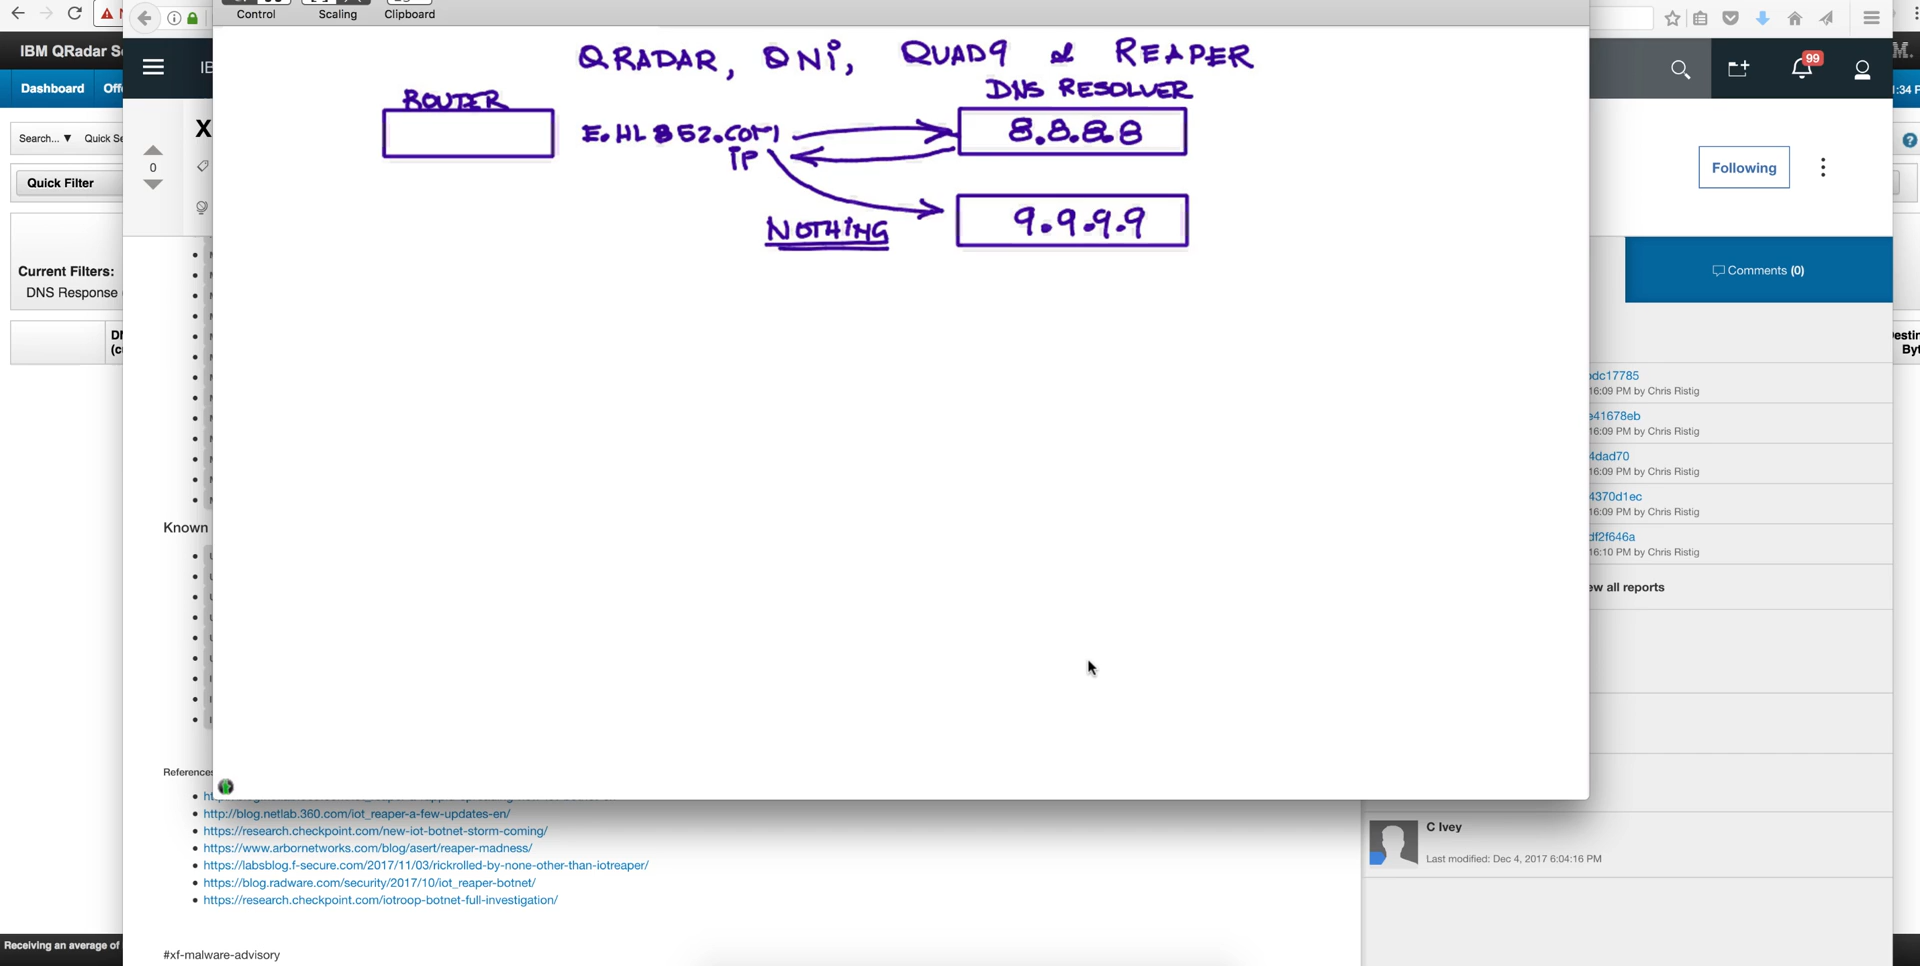 Control Scaling Clipboard
IBM QRadar
Dashboard
99
Search... ▼
0
Quick Filter
Following
Current Filters:
DNS Response
Comments (0)
QRADAR, QNi, QUAD9 & REAPER
ROUTER
DNS RESOLVER
E.HL852.COM
8.8.8.8
iP
NOTHiNG
9.9.9.9
16:09 PM by Chris Ristig
e41678eb
16:09 PM by Chris Ristig
4dad70
16:09 PM by Chris Ristig
4370d1ec
16:09 PM by Chris Ristig
df2f646a
16:10 PM by Chris Ristig
Known
all reports
References
http://blog.netlab.360.com/iot_reaper-a-few-updates-en/
https://research.checkpoint.com/new-iot-botnet-storm-coming/
https://www.arbornetworks.com/blog/asert/reaper-madness/
https://labsblog.f-secure.com/2017/11/03/rickrolled-by-none-other-than-iotreaper/
https://blog.radware.com/security/2017/10/iot_reaper-botnet/
https://research.checkpoint.com/iotroop-botnet-full-investigation/
C Ivey
Last modified: Dec 4, 2017 6:04:16 PM
Receiving an average of
#xf-malware-advisory